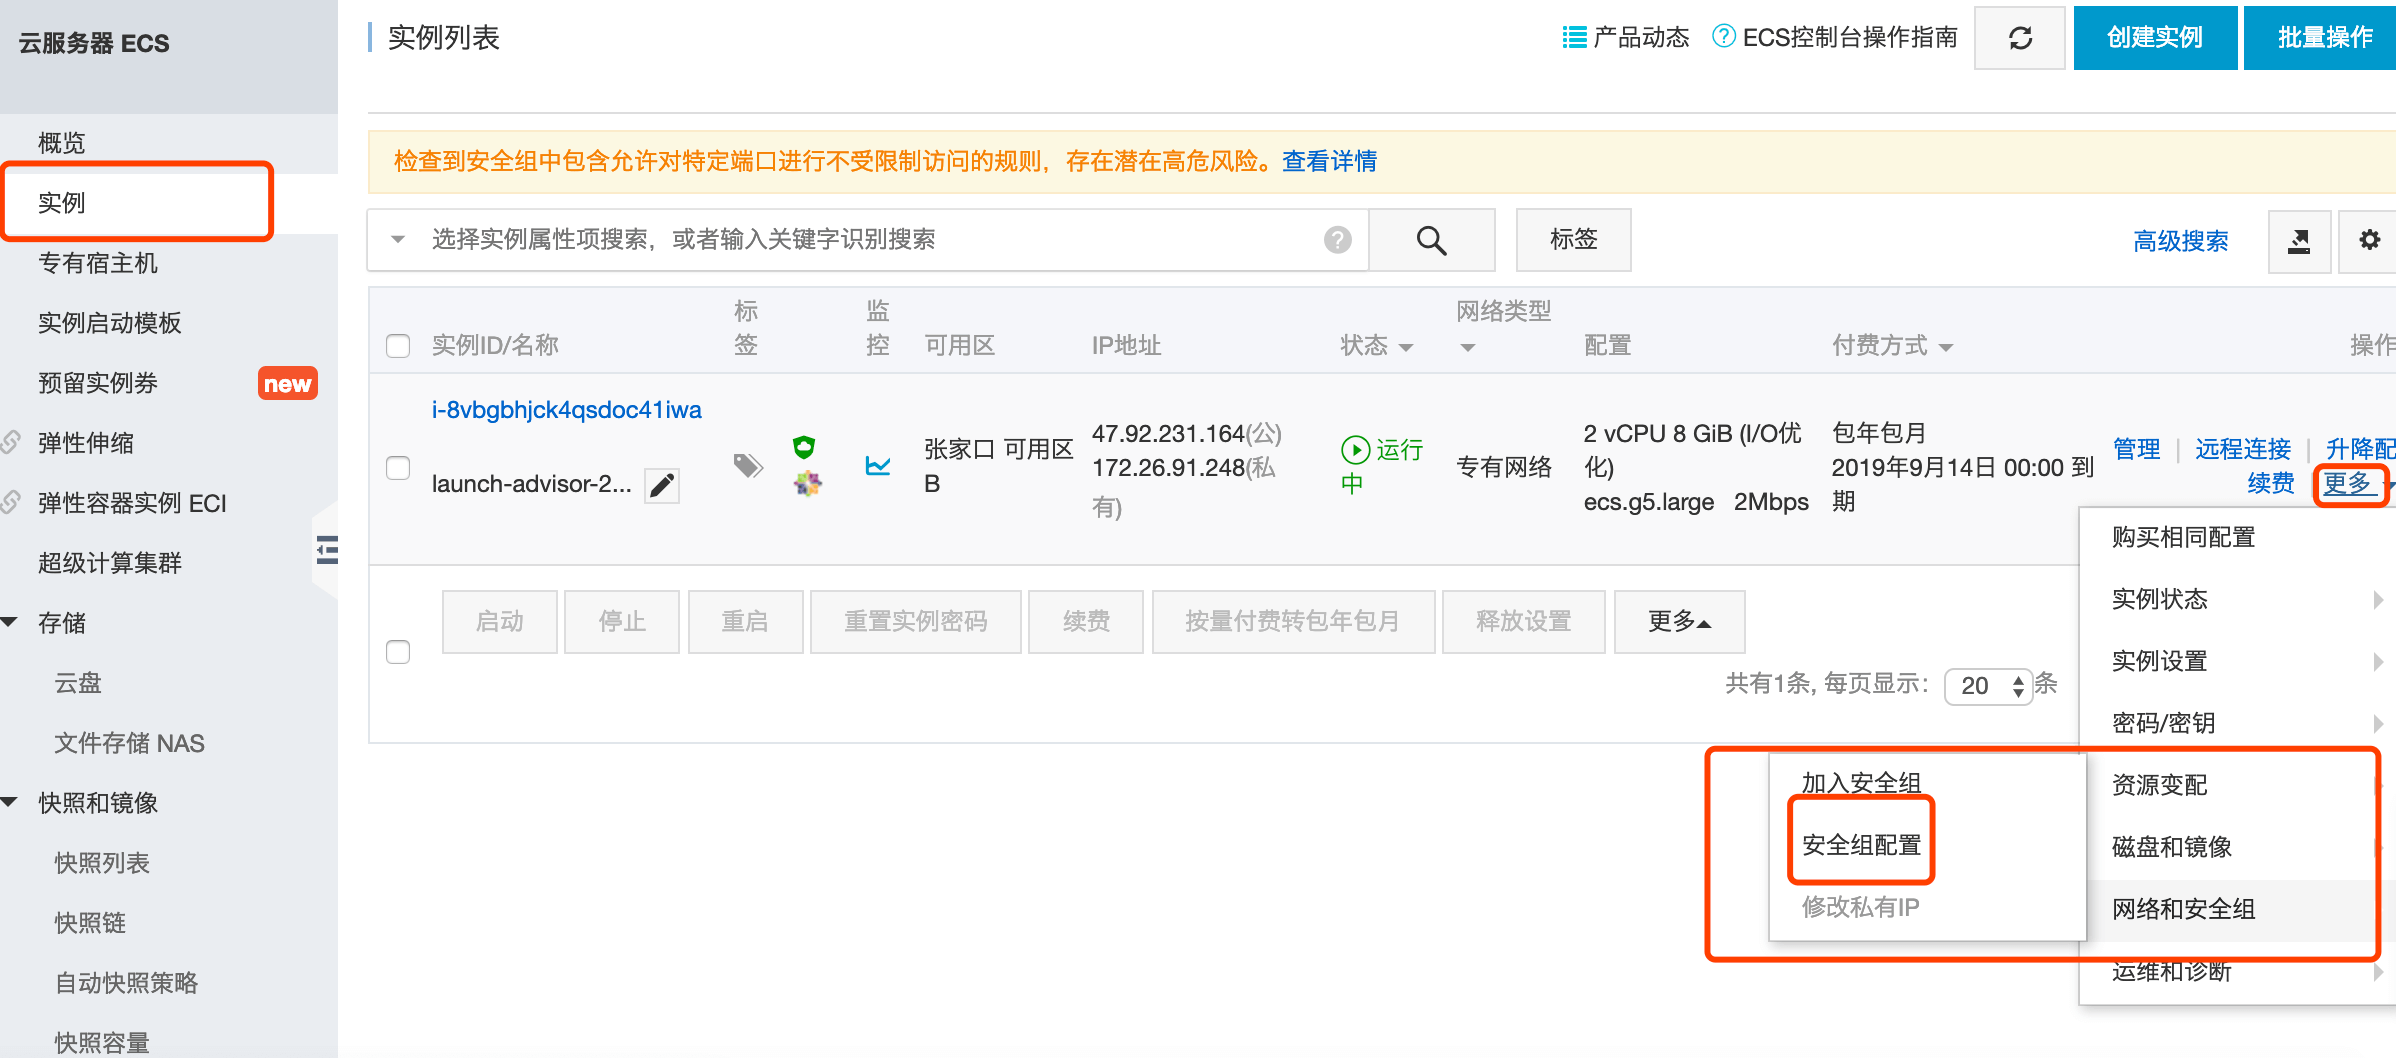 云服务器 ECS
概览
实例
专有宿主机
实例启动模板
预留实例券 new
弹性伸缩
弹性容器实例 ECI
超级计算集群
存储
云盘
文件存储 NAS
快照和镜像
快照列表
快照链
自动快照策略
快照容量
实例列表
产品动态 ECS控制台操作指南 创建实例 批量操作
检查到安全组中包含允许对特定端口进行不受限制访问的规则，存在潜在高危风险。查看详情
选择实例属性项搜索，或者输入关键字识别搜索
标签
高级搜索
实例ID/名称 标签 监控 可用区 IP地址 状态 网络类型 配置 付费方式 操作
i-8vbgbhjck4qsdoc41iwa
launch-advisor-2...
张家口 可用区
B
47.92.231.164(公)
172.26.91.248(私
有)
运行
中
专有网络
2 vCPU 8 GiB (I/O优
化)
ecs.g5.large 2Mbps
包年包月
2019年9月14日 00:00 到
期
管理 | 远程连接 | 升降配
续费 | 更多
启动 停止 重启 重置实例密码 续费 按量付费转包年包月 释放设置 更多
共有1条, 每页显示： 20 条
购买相同配置
实例状态
实例设置
密码/密钥
资源变配
磁盘和镜像
网络和安全组
运维和诊断
加入安全组
安全组配置
修改私有IP